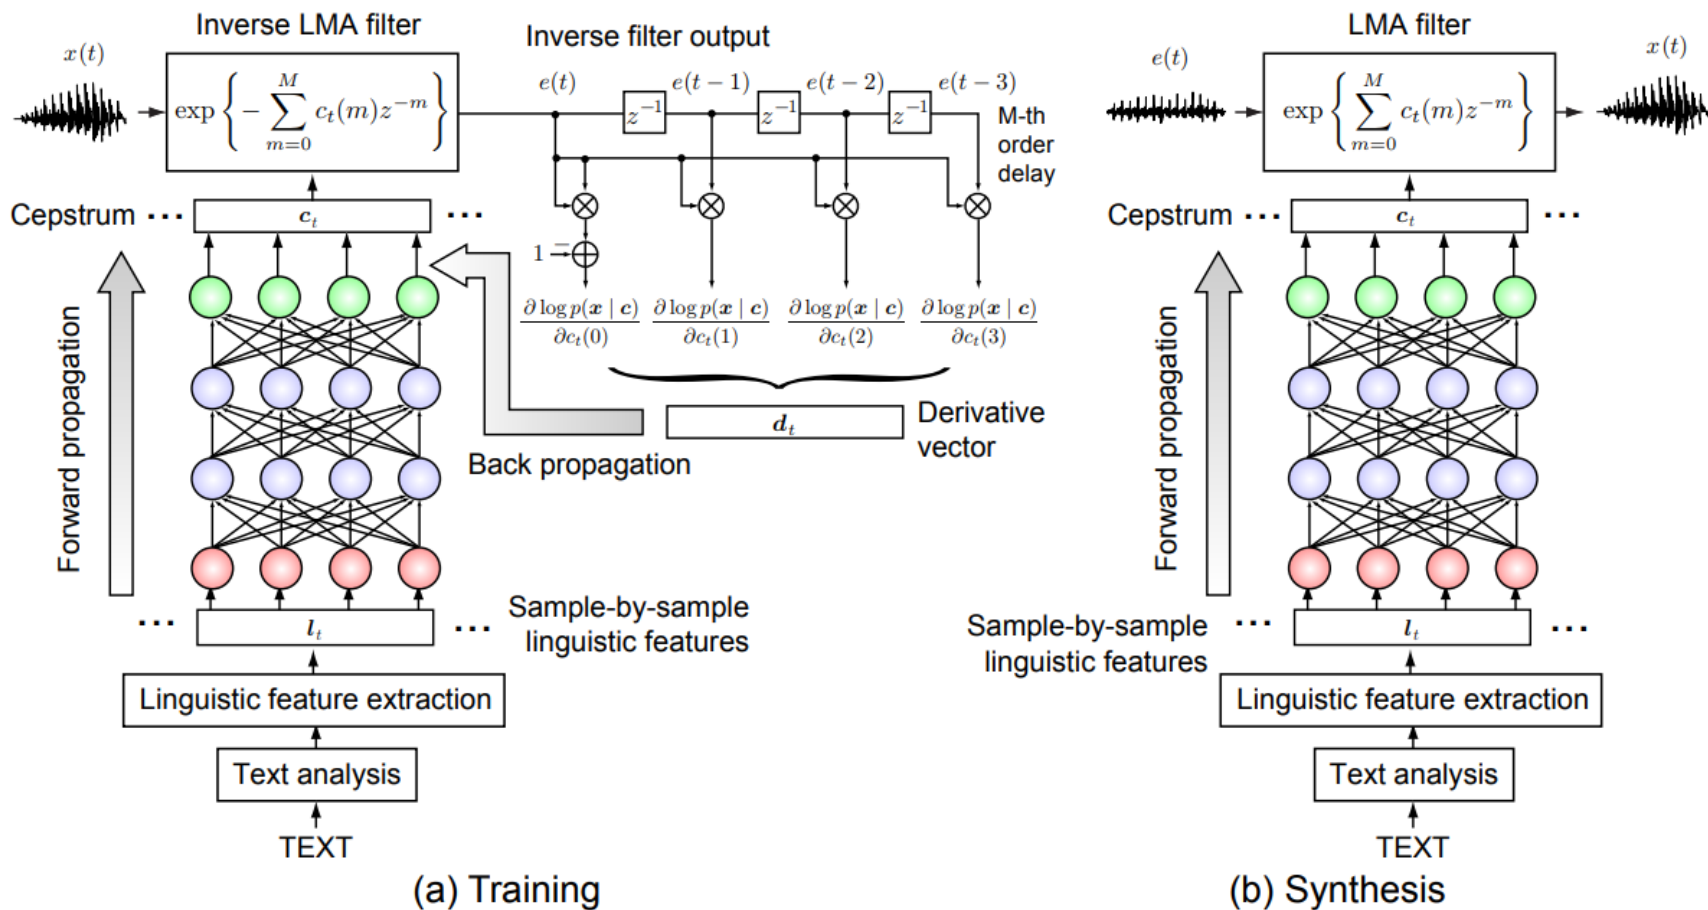 Inverse LMA filter
x(t)
exp { − ∑_{m=0}^{M} c_t(m)z^{−m} }
Inverse filter output
e(t) e(t − 1) e(t − 2) e(t − 3)
z^{−1} z^{−1} z^{−1}
M-th
order
delay
1 −
∂ log p(x | c) / ∂c_t(0)
∂ log p(x | c) / ∂c_t(1)
∂ log p(x | c) / ∂c_t(2)
∂ log p(x | c) / ∂c_t(3)
d_t
Derivative
vector
Back propagation
Cepstrum ··· c_t ···
Forward propagation
··· l_t ···
Sample-by-sample
linguistic features
Linguistic feature extraction
Text analysis
TEXT
(a) Training
LMA filter
e(t)
exp { ∑_{m=0}^{M} c_t(m)z^{−m} }
x(t)
Cepstrum ··· c_t ···
Forward propagation
Sample-by-sample
linguistic features
··· l_t ···
Linguistic feature extraction
Text analysis
TEXT
(b) Synthesis